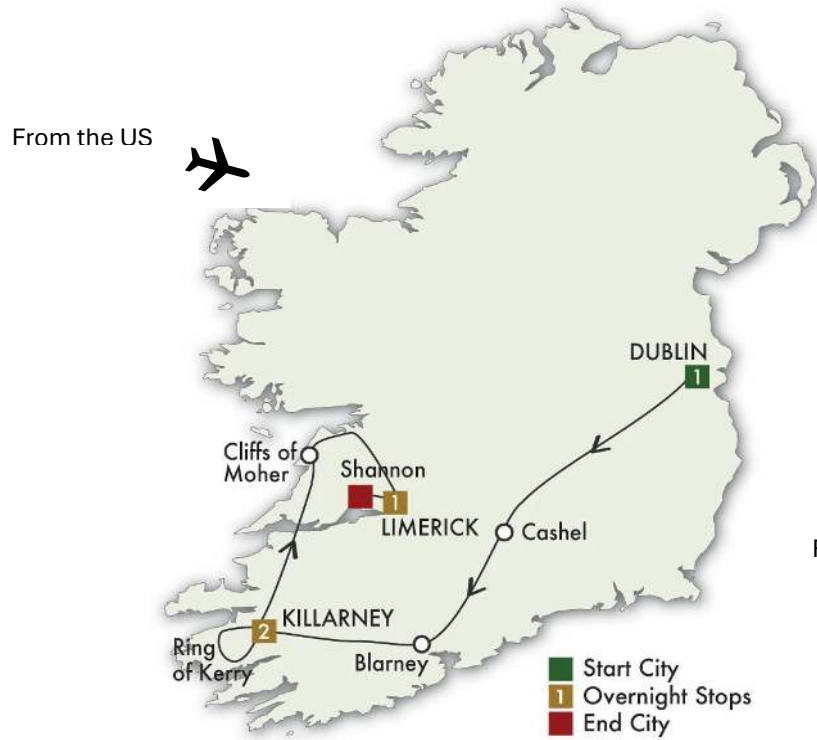 From the US
DUBLIN
1
Cliffs of
Moher
Shannon
1
LIMERICK
Cashel
F
KILLARNEY
2
Ring
of Kerry
Blarney
Start City
1 Overnight Stops
End City